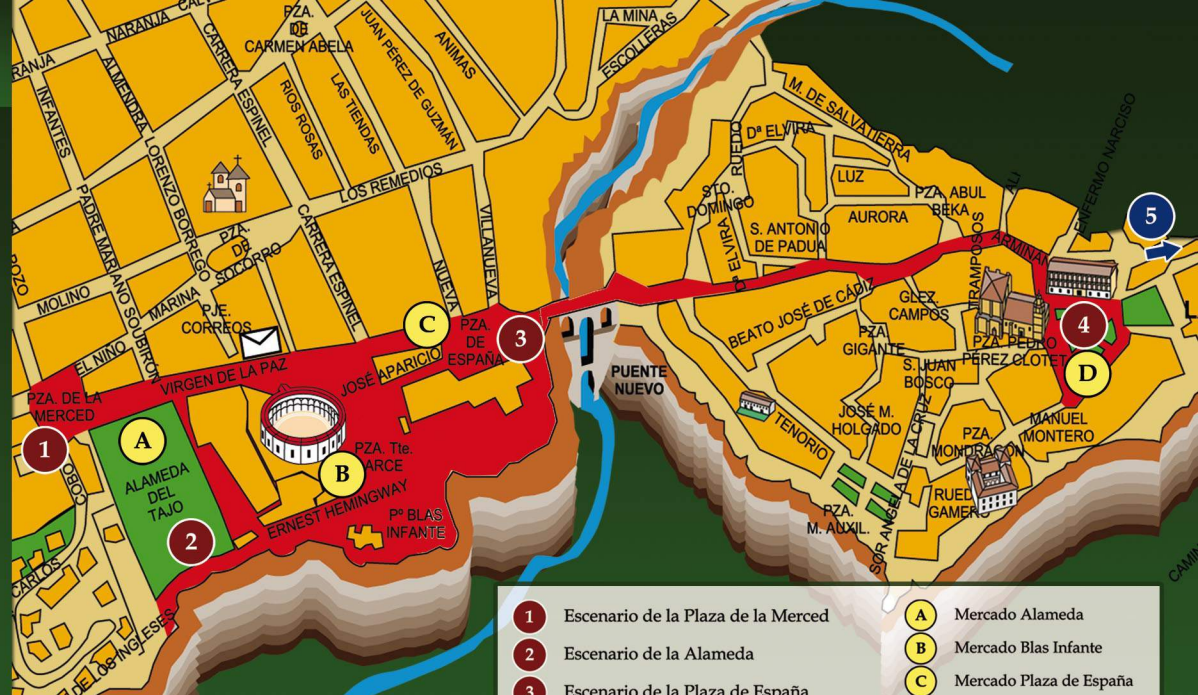 NARANJA
PZA.
DE
CARMEN ABELA
JUAN PÉREZ DE GUZMÁN
ANIMAS
LA MINA
ESCOLLERAS
RANJA
INFANTES
ALMENDRA
CARRERA ESPINEL
RIOS ROSAS
LAS TIENDAS
LOS REMEDIOS
M. DE SALVATIERRA
Dª ELVIRA
RUEDO
LUZ
STO.
DOMINGO
Dª ELVIRA
S. ANTONIO
DE PADUA
AURORA
PZA. ABUL
BEKA
ALI
ENFERMO NARCISO
5
ARMIÑÁN
TRAMPOSOS
PADRE MARIANO SOUBIRÓN
LORENZO BORREGO
PZA.
DE
SOCORRO
CARRERA ESPINEL
NUEVA
VILLANUEVA
POZO
MOLINO
MARINA
PJE.
CORREOS
EL NIÑO
VIRGEN DE LA PAZ
JOSÉ APARICIO
C
PZA.
DE
ESPAÑA
3
PUENTE
NUEVO
BEATO JOSÉ DE CÁDIZ
GLEZ.
CAMPOS
PZA.
GIGANTE
S. JUAN
BOSCO
PZA. PEDRO
PÉREZ CLOTET
4
D
L
PZA. DE LA
MERCED
1
A
ALAMEDA
DEL
TAJO
2
B
PZA. Tte.
ARCE
ERNEST HEMINGWAY
Pº BLAS
INFANTE
COBO
CARLOS
DE LOS INGLESES
TENORIO
JOSÉ M.
HOLGADO
SOR ANGELA DE LA CRUZ
PZA.
MONDRAGÓN
MANUEL
MONTERO
RUEDO
GAMERO
PZA.
M. AUXIL.
CAMIN
1 Escenario de la Plaza de la Merced
2 Escenario de la Alameda
3 Escenario de la Plaza de España
A Mercado Alameda
B Mercado Blas Infante
C Mercado Plaza de España